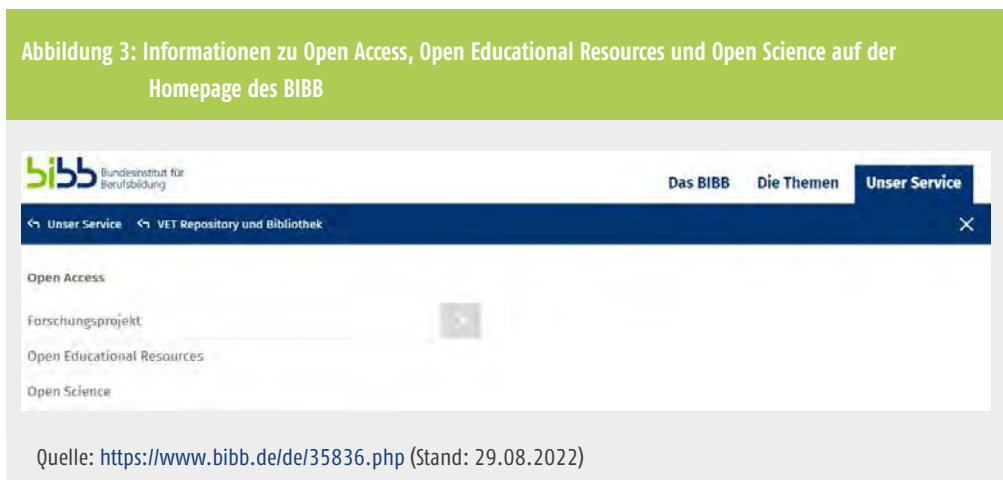 Abbildung 3: Informationen zu Open Access, Open Educational Resources und Open Science auf der
Homepage des BIBB
bibb Bundesinstitut für
Berufsbildung
Das BIBB Die Themen Unser Service
Unser Service VET Repository und Bibliothek
Open Access
Forschungsprojekt
Open Educational Resources
Open Science
Quelle: https://www.bibb.de/de/35836.php (Stand: 29.08.2022)